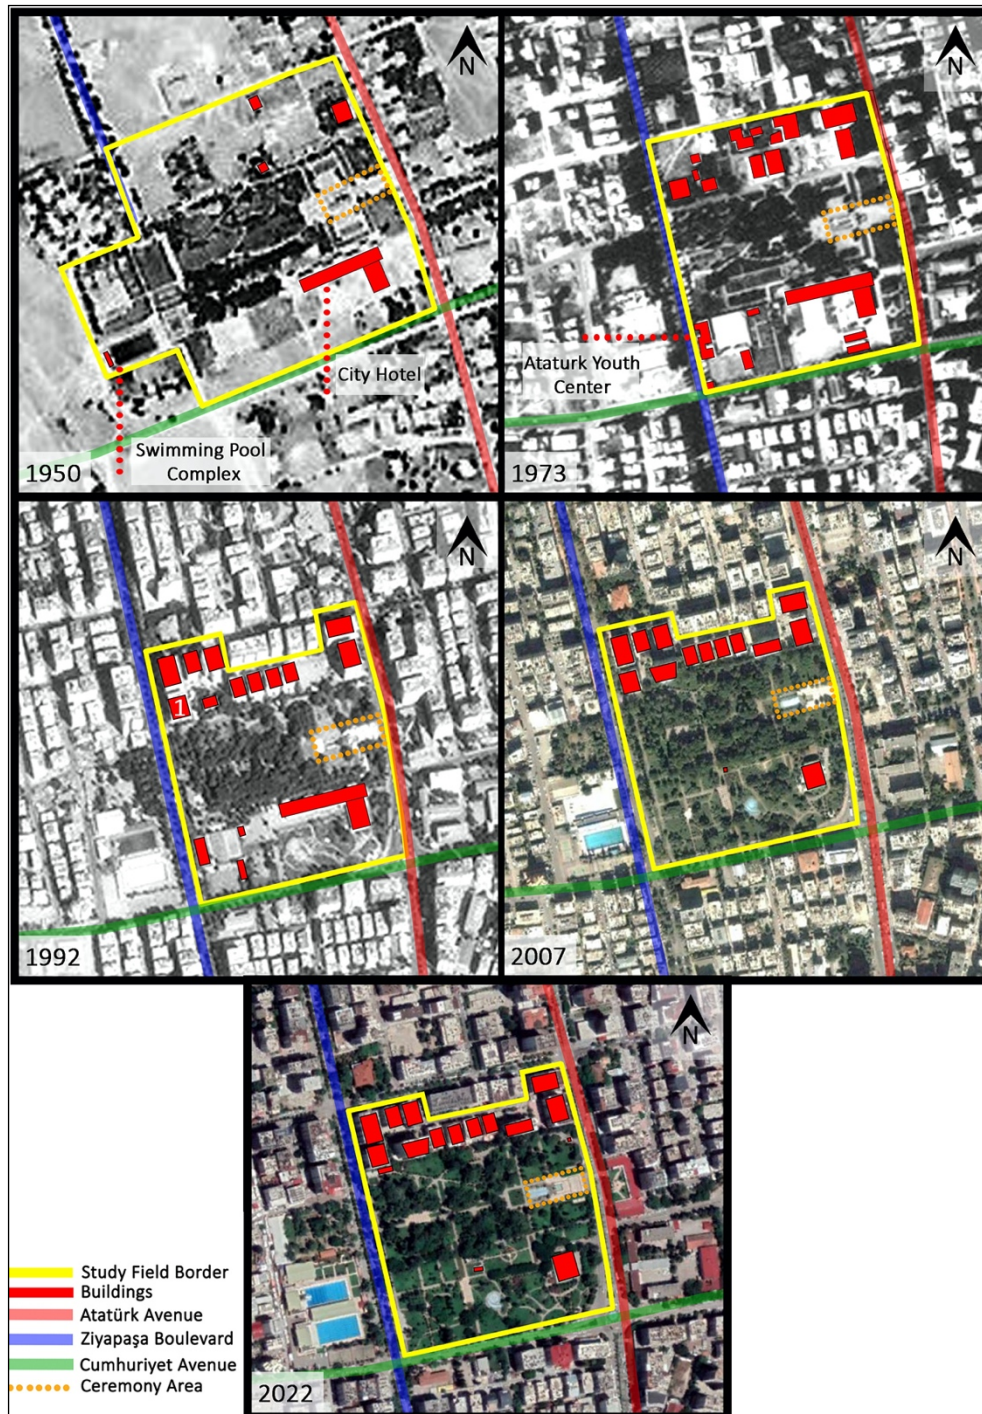 N
City Hotel
Swimming Pool
Complex
1950
N
Ataturk Youth
Center
1973
N
1
1992
N
2007
N
2022
Study Field Border
Buildings
Atatürk Avenue
Ziyapaşa Boulevard
Cumhuriyet Avenue
Ceremony Area